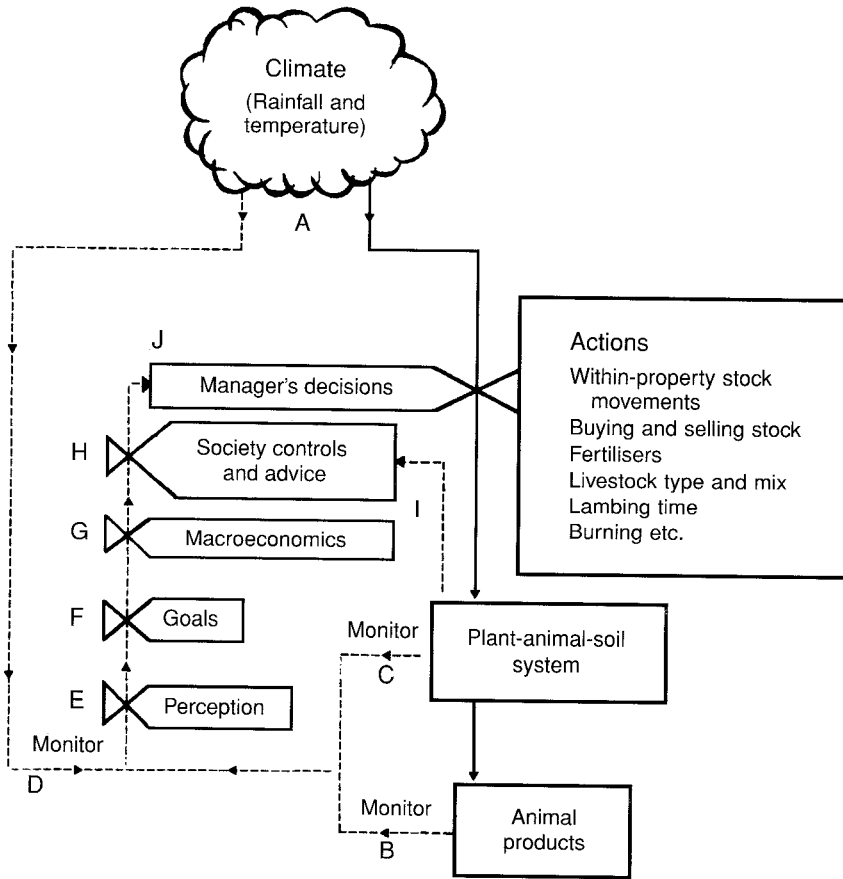 Climate
(Rainfall and
temperature)
A
J
Manager's decisions
Actions
Within-property stock
movements
Buying and selling stock
Fertilisers
Livestock type and mix
Lambing time
Burning etc.
H
Society controls
and advice
I
G
Macroeconomics
F
Goals
Monitor
C
Plant-animal-soil
system
E
Perception
Monitor
D
Monitor
B
Animal
products